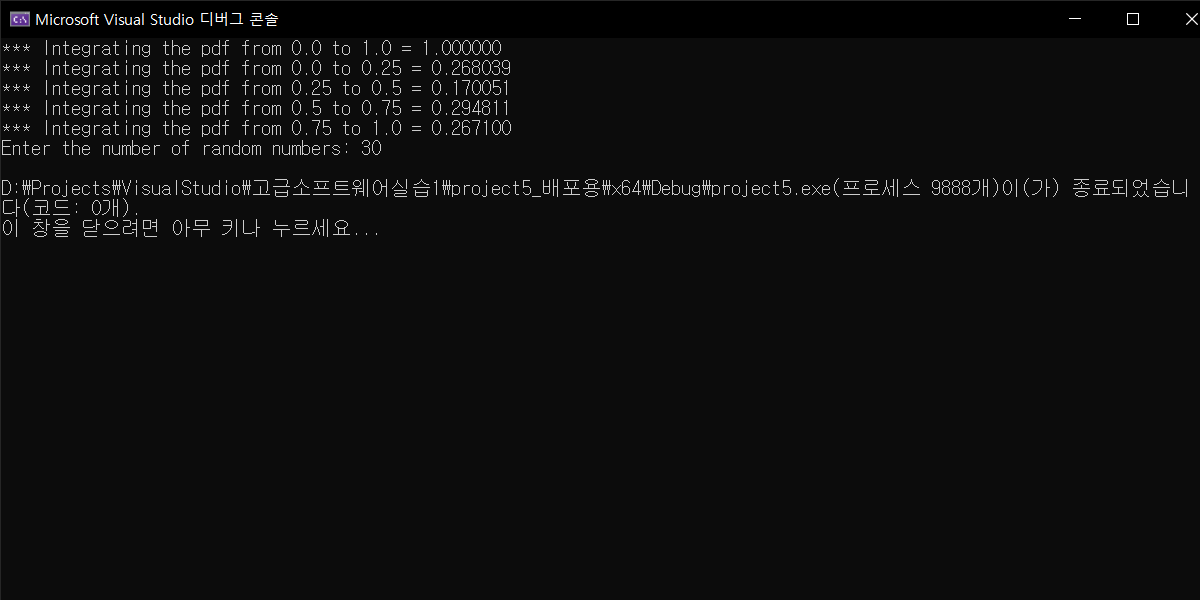 Microsoft Visual Studio 디버그 콘솔
*** Integrating the pdf from 0.0 to 1.0 = 1.000000
*** Integrating the pdf from 0.0 to 0.25 = 0.268039
*** Integrating the pdf from 0.25 to 0.5 = 0.170051
*** Integrating the pdf from 0.5 to 0.75 = 0.294811
*** Integrating the pdf from 0.75 to 1.0 = 0.267100
Enter the number of random numbers: 30
D:₩Projects₩VisualStudio₩고급소프트웨어실습1₩project5_배포용₩x64₩Debug₩project5.exe(프로세스 9888개)이(가) 종료되었습니
다(코드: 0개).
이 창을 닫으려면 아무 키나 누르세요...